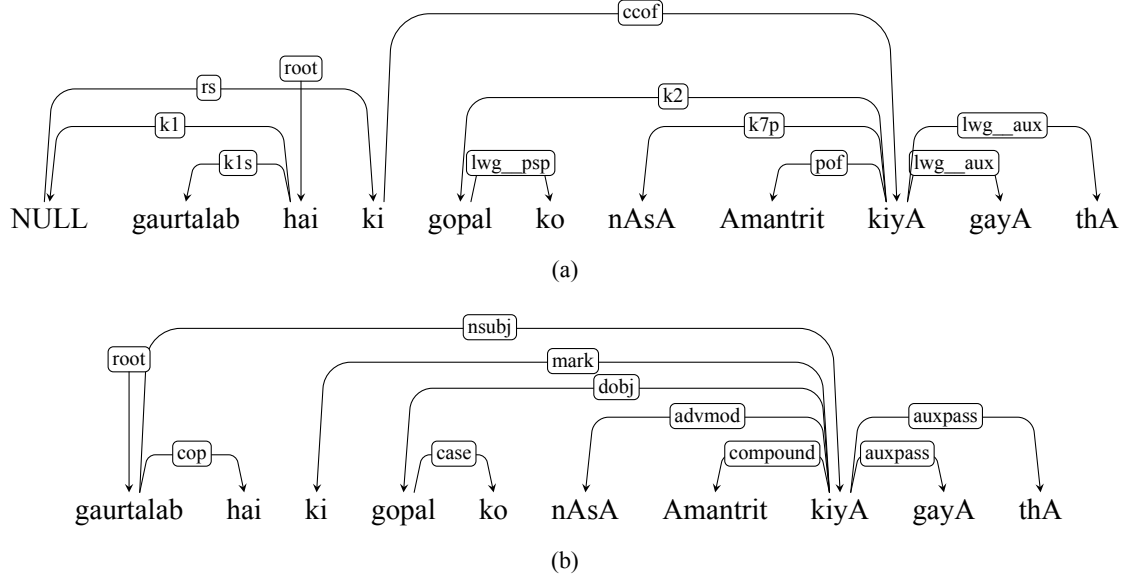 ccof
root
rs k2
k1 k7p lwg__aux
k1s lwg__psp pof lwg__aux
NULL gaurtalab hai ki gopal ko nAsA Amantrit kiyA gayA thA
(a)
nsubj
root mark
dobj
advmod auxpass
cop case compound auxpass
gaurtalab hai ki gopal ko nAsA Amantrit kiyA gayA thA
(b)